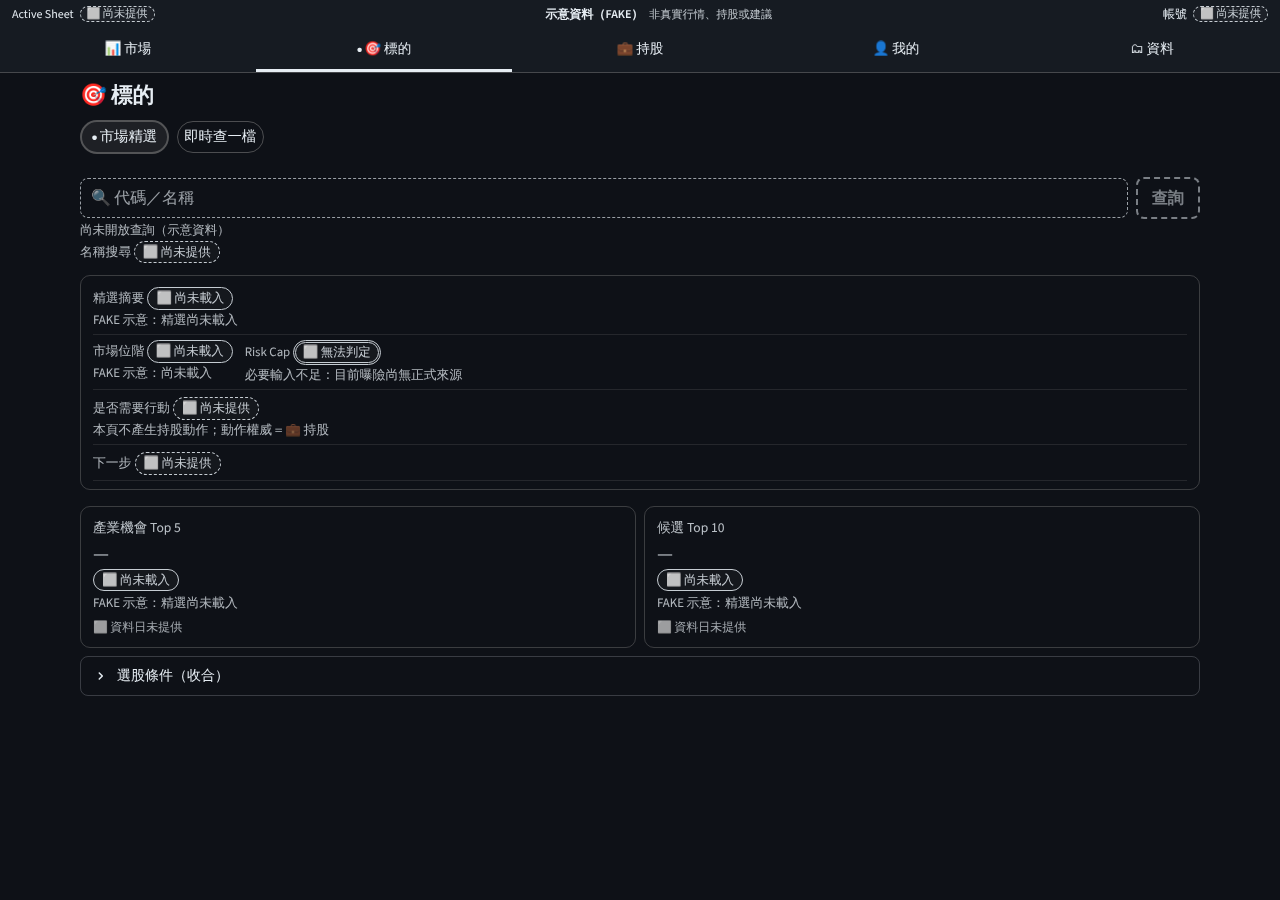 Active Sheet 尚未提供 示意資料（FAKE） 非真實行情、持股或建議 帳號 尚未提供
市場 標的 持股 我的 資料
標的
市場精選 即時查一檔
代碼／名稱 查詢
尚未開放查詢（示意資料）
名稱搜尋 尚未提供
精選摘要 尚未載入
FAKE 示意：精選尚未載入
市場位階 尚未載入 Risk Cap 無法判定
FAKE 示意：尚未載入 必要輸入不足：目前曝險尚無正式來源
是否需要行動 尚未提供
本頁不產生持股動作；動作權威＝持股
下一步 尚未提供
產業機會 Top 5
—
尚未載入
FAKE 示意：精選尚未載入
資料日未提供
候選 Top 10
—
尚未載入
FAKE 示意：精選尚未載入
資料日未提供
選股條件（收合）